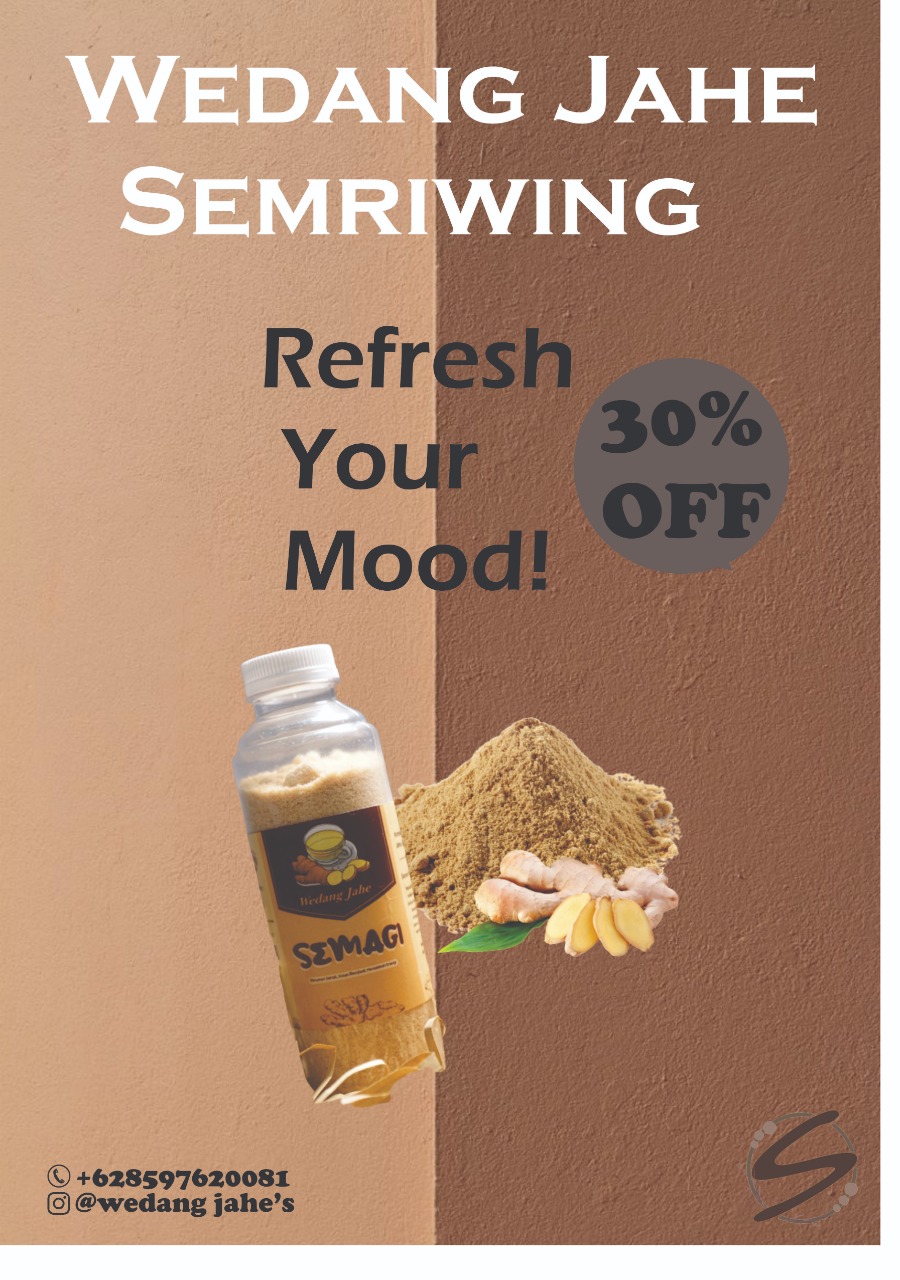 WEDANG JAHE
SEMRIWING
Refresh
Your
Mood!
30%
OFF
Wedang Jahe
SEMAGI
+628597620081
@wedang jahe's
S